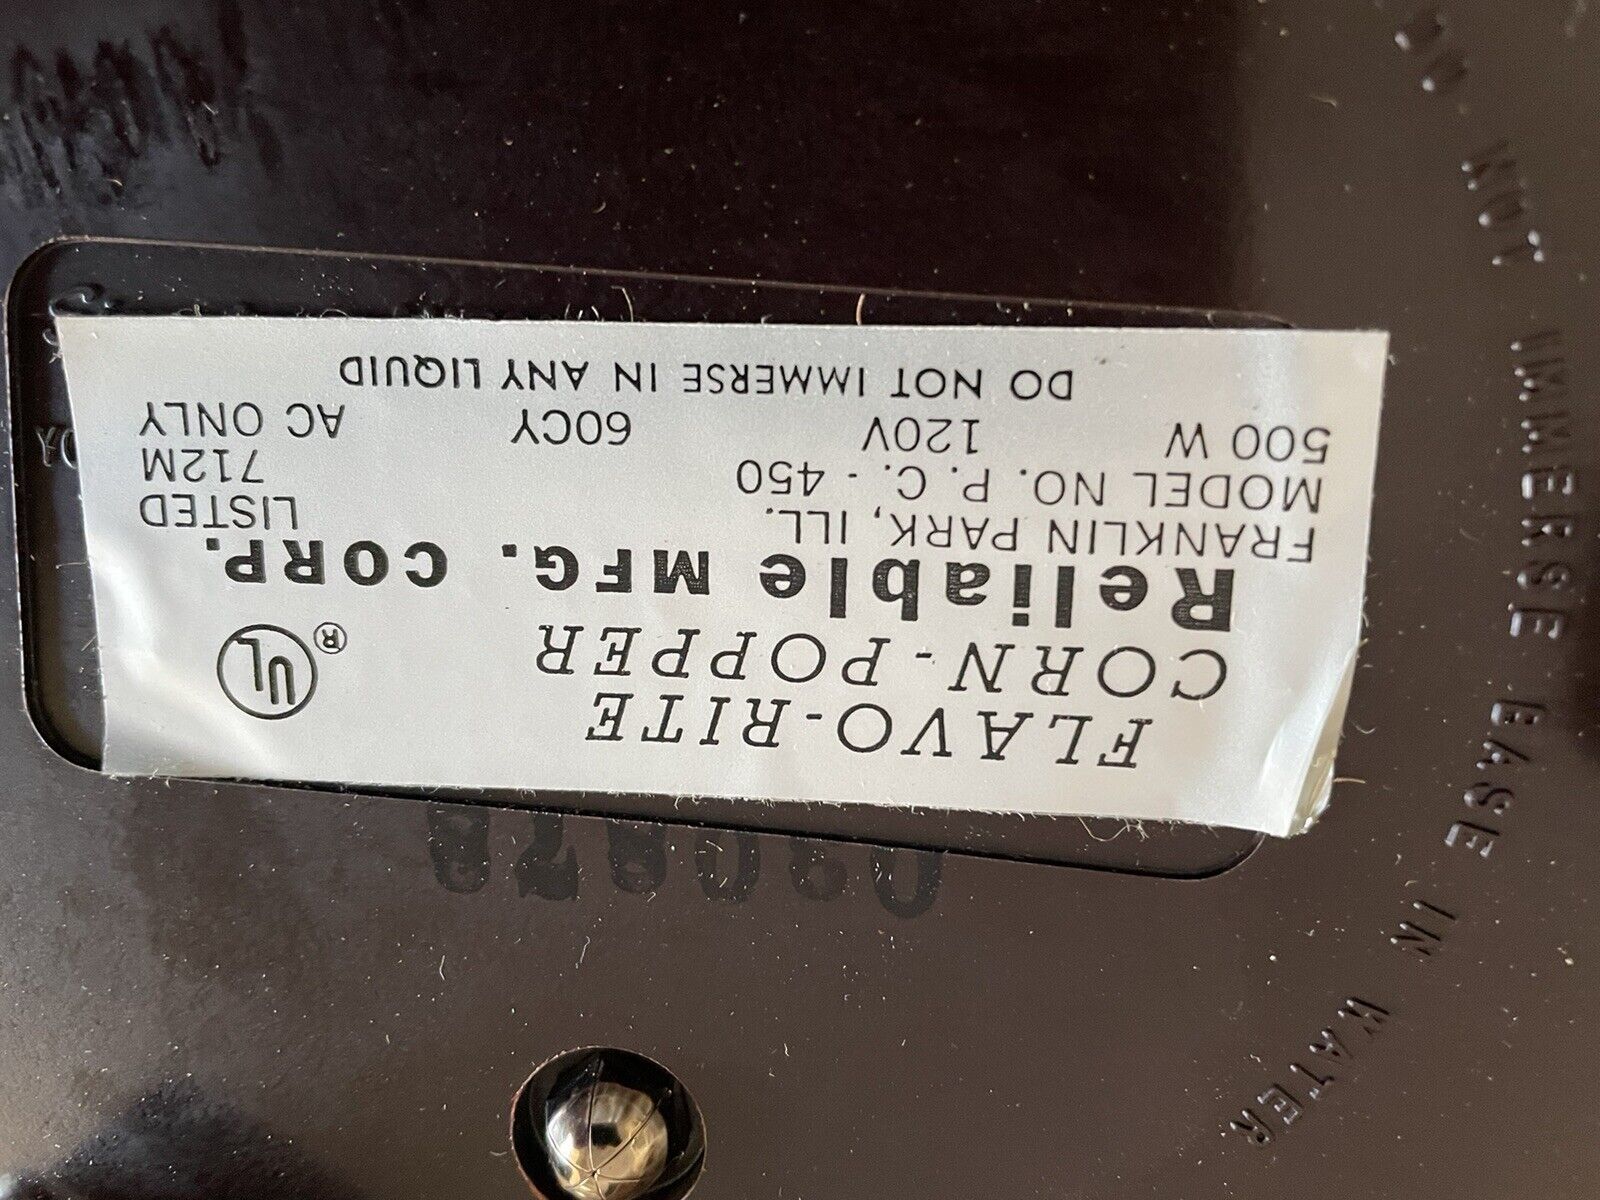 FLAVO-RITE
CORN-POPPER
UL ®
Reliable MFG. CORP.
FRANKLIN PARK, ILL.
LISTED
MODEL NO. P. C. - 450
712M
500 W 120V 60CY AC ONLY
DO NOT IMMERSE IN ANY LIQUID
DO NOT IMMERSE BASE IN WATER